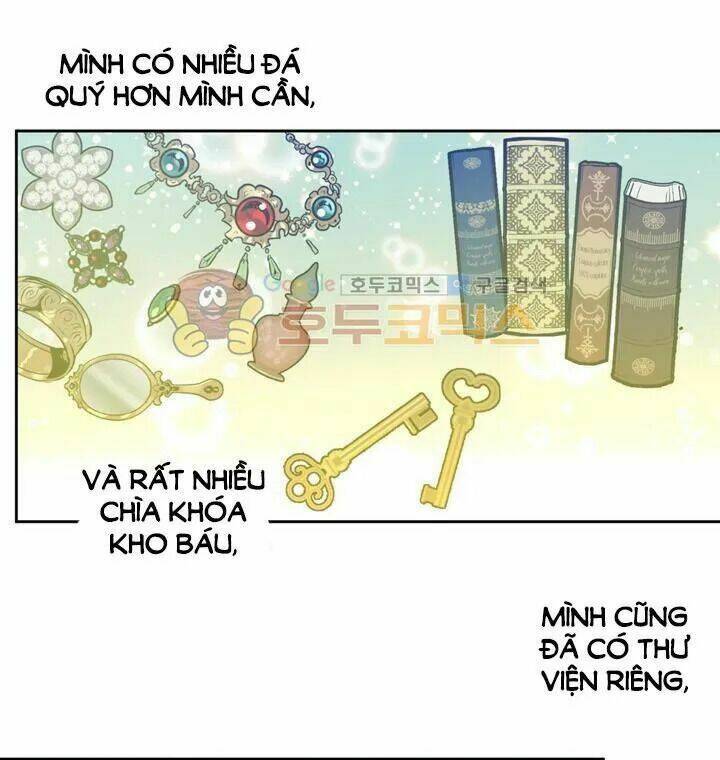 MÌNH CÓ NHIỀU ĐÁ
QUÝ HƠN MÌNH CẦN,
Google 호두코믹스 구글검색
호두코믹스
VÀ RẤT NHIỀU
CHÌA KHÓA
KHO BÁU,
MÌNH CŨNG
ĐÃ CÓ THƯ
VIỆN RIÊNG,